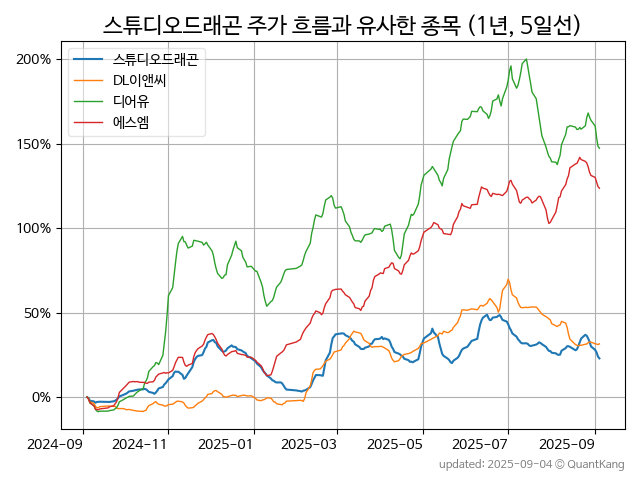 스튜디오드래곤 주가 흐름과 유사한 종목 (1년, 5일선)
스튜디오드래곤
DL이앤씨
디어유
에스엠
200%
150%
100%
50%
0%
2024-09 2024-11 2025-01 2025-03 2025-05 2025-07 2025-09
updated: 2025-09-04 © QuantKang